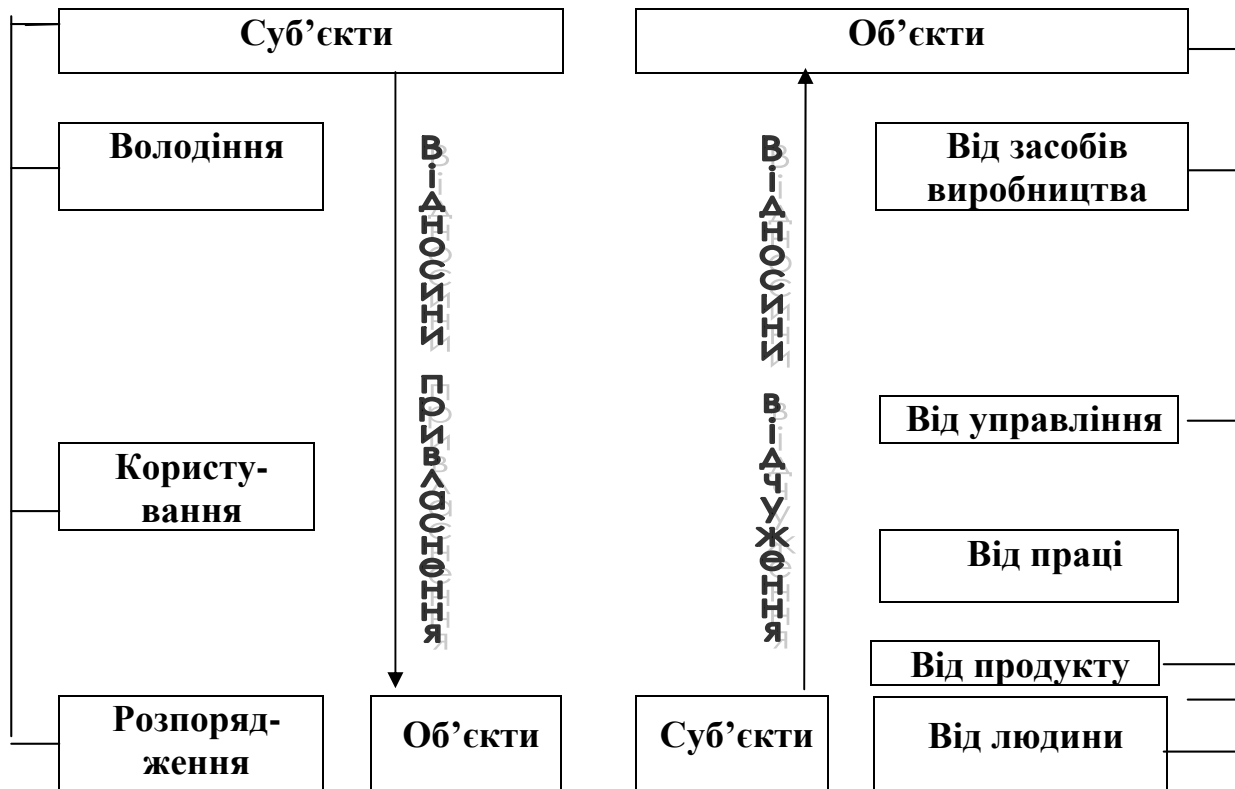 Суб’єкти
Об’єкти
Володіння
Відносини привласнення
Відносини відчуження
Від засобів
виробництва
Користу-
вання
Від управління
Від праці
Від продукту
Розпоряд-
ження
Об’єкти
Суб’єкти
Від людини